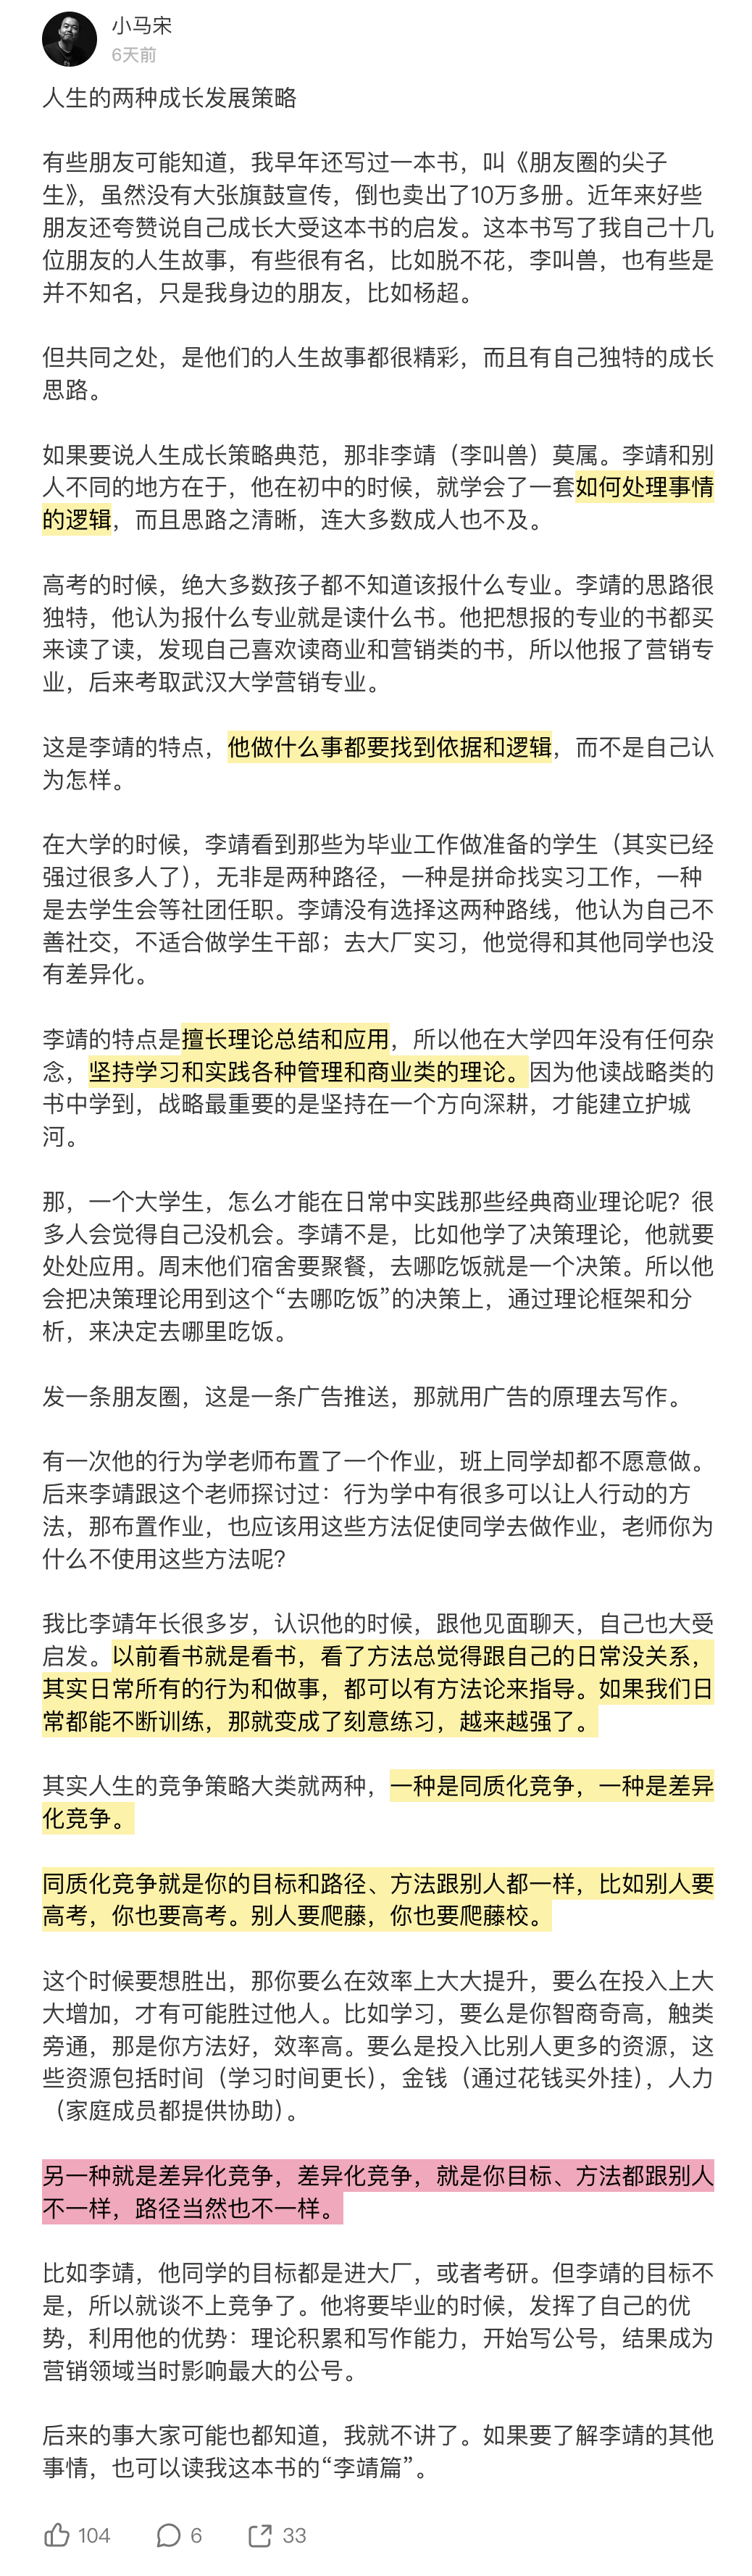 小马宋
6天前
人生的两种成长发展策略
有些朋友可能知道，我早年还写过一本书，叫《朋友圈的尖子
生》，虽然没有大张旗鼓宣传，倒也卖出了10万多册。近年来好些
朋友还夸赞说自己成长大受这本书的启发。这本书写了我自己十几
位朋友的人生故事，有些很有名，比如脱不花，李叫兽，也有些是
并不知名，只是我身边的朋友，比如杨超。
但共同之处，是他们的人生故事都很精彩，而且有自己独特的成长
思路。
如果要说人生成长策略典范，那非李靖（李叫兽）莫属。李靖和别
人不同的地方在于，他在初中的时候，就学会了一套如何处理事情
的逻辑，而且思路之清晰，连大多数成人也不及。
高考的时候，绝大多数孩子都不知道该报什么专业。李靖的思路很
独特，他认为报什么专业就是读什么书。他把想报的专业的书都买
来读了读，发现自己喜欢读商业和营销类的书，所以他报了营销专
业，后来考取武汉大学营销专业。
这是李靖的特点，他做什么事都要找到依据和逻辑，而不是自己认
为怎样。
在大学的时候，李靖看到那些为毕业工作做准备的学生（其实已经
强过很多人了），无非是两种路径，一种是拼命找实习工作，一种
是去学生会等社团任职。李靖没有选择这两种路线，他认为自己不
善社交，不适合做学生干部；去大厂实习，他觉得和其他同学也没
有差异化。
李靖的特点是擅长理论总结和应用，所以他在大学四年没有任何杂
念，坚持学习和实践各种管理和商业类的理论。因为他读战略类的
书中学到，战略最重要的是坚持在一个方向深耕，才能建立护城
河。
那，一个大学生，怎么才能在日常中实践那些经典商业理论呢？很
多人会觉得自己没机会。李靖不是，比如他学了决策理论，他就要
处处应用。周末他们宿舍要聚餐，去哪吃饭就是一个决策。所以他
会把决策理论用到这个“去哪吃饭”的决策上，通过理论框架和分
析，来决定去哪里吃饭。
发一条朋友圈，这是一条广告推送，那就用广告的原理去写作。
有一次他的行为学老师布置了一个作业，班上同学却都不愿意做。
后来李靖跟这个老师探讨过：行为学中有很多可以让人行动的方
法，那布置作业，也应该用这些方法促使同学去做作业，老师你为
什么不使用这些方法呢？
我比李靖年长很多岁，认识他的时候，跟他见面聊天，自己也大受
启发。以前看书就是看书，看了方法总觉得跟自己的日常没关系，
其实日常所有的行为和做事，都可以有方法论来指导。如果我们日
常都能不断训练，那就变成了刻意练习，越来越强了。
其实人生的竞争策略大类就两种，一种是同质化竞争，一种是差异
化竞争。
同质化竞争就是你的目标和路径、方法跟别人都一样，比如别人要
高考，你也要高考。别人要爬藤，你也要爬藤校。
这个时候要想胜出，那你要么在效率上大大提升，要么在投入上大
大增加，才有可能胜过他人。比如学习，要么是你智商奇高，触类
旁通，那是你方法好，效率高。要么是投入比别人更多的资源，这
些资源包括时间（学习时间更长），金钱（通过花钱买外挂），人力
（家庭成员都提供协助）。
另一种就是差异化竞争，差异化竞争，就是你目标、方法都跟别人
不一样，路径当然也不一样。
比如李靖，他同学的目标都是进大厂，或者考研。但李靖的目标不
是，所以就谈不上竞争了。他将要毕业的时候，发挥了自己的优
势，利用他的优势：理论积累和写作能力，开始写公号，结果成为
营销领域当时影响最大的公号。
后来的事大家可能也都知道，我就不讲了。如果要了解李靖的其他
事情，也可以读我这本书的“李靖篇”。
104 6 33